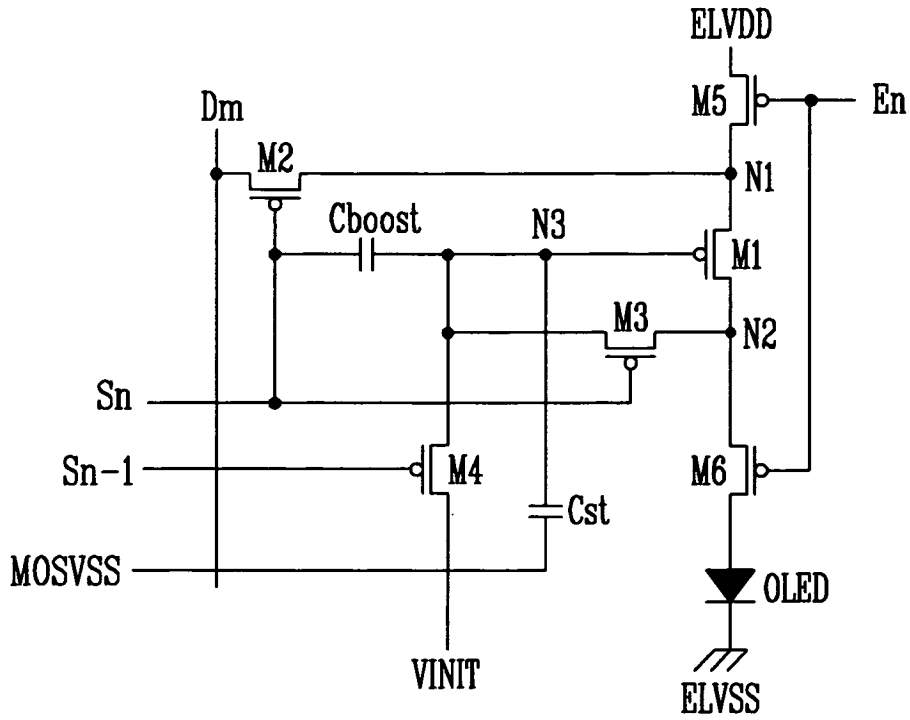 ELVDD
M5
En
Dm
M2
N1
Cboost
N3
M1
M3
N2
Sn
Sn-1
M4
M6
Cst
MOSVSS
OLED
VINIT
ELVSS